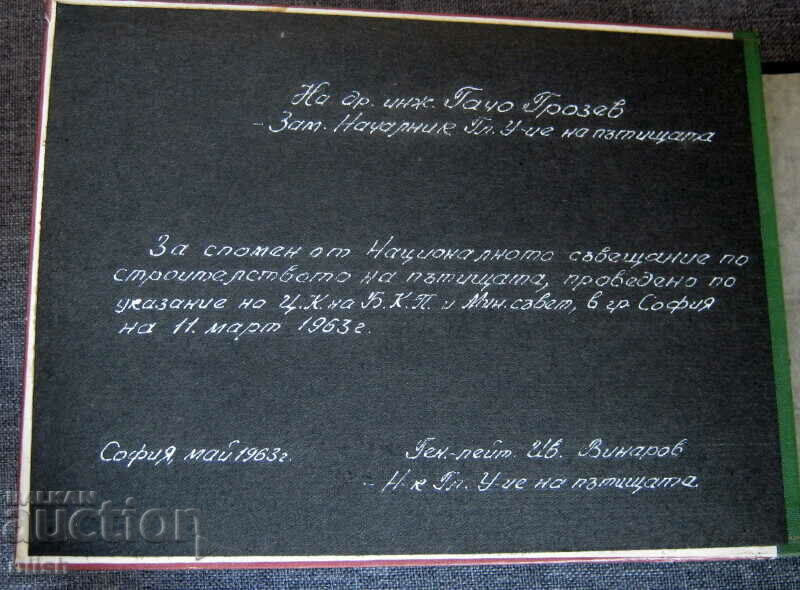 На др. инж. Гачо Грозев
- Зам. Началник Гл. У-ие на пътищата
За спомен от Националното съвещание по
строителството на пътищата, проведено по
указание на Ц.К. на Б.К.П. и Мин. съвет, в гр. София
на 11. март 1963 г.
София, май 1963 г.
Ген.-лейт. Ив. Винаров
- Н-к Гл. У-ие на пътищата
BALKAN
auction